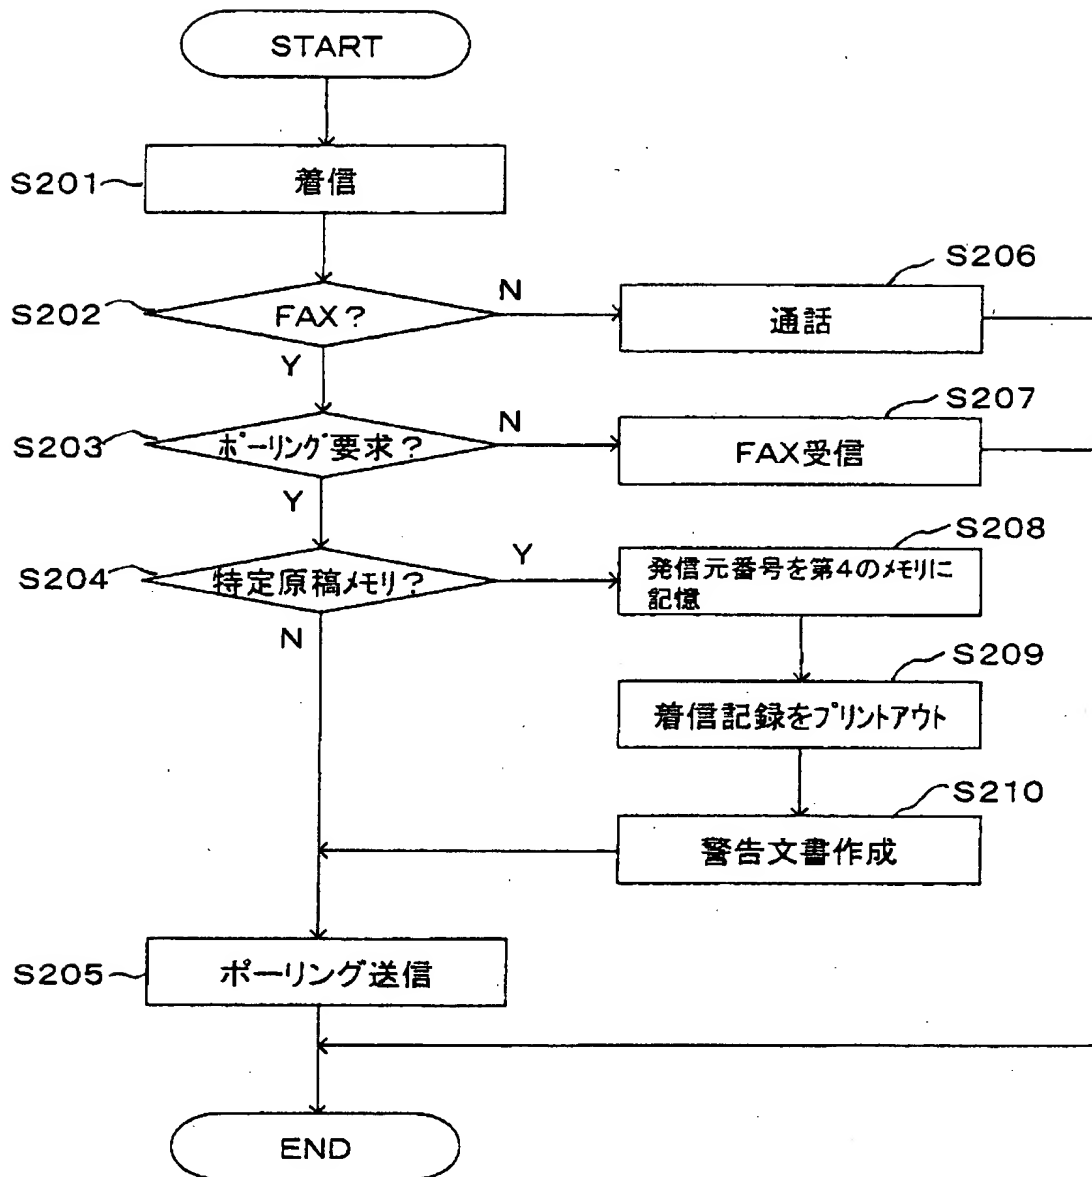 START
S201
着信
S202
FAX?
N
Y
S206
通話
S203
ポーリング要求?
N
Y
S207
FAX受信
S204
特定原稿メモリ?
Y
N
S208
発信元番号を第4のメモリに
記憶
S209
着信記録をプリントアウト
S210
警告文書作成
S205
ポーリング送信
END